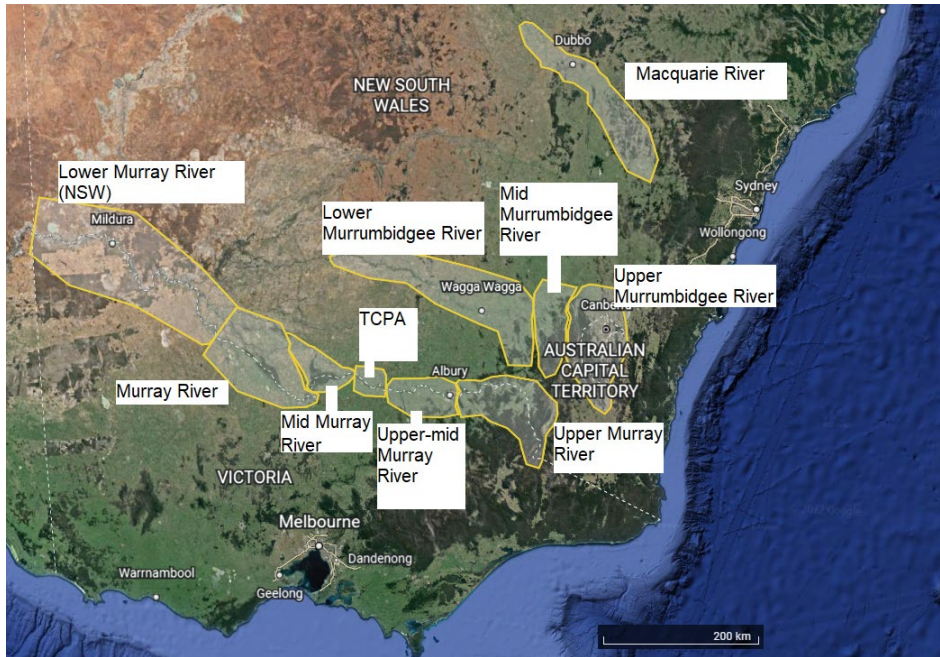 Dubbo
Macquarie River
NEW SOUTH
WALES
Lower Murray River
(NSW)
Mildura
Sydney
Wollongong
Mid
Murrumbidgee
River
Lower
Murrumbidgee River
Wagga Wagga
Upper
Murrumbidgee River
TCPA
AUSTRALIAN
CAPITAL
TERRITORY
Albury
Murray River
Mid Murray
River
Upper-mid
Murray
River
Upper Murray
River
VICTORIA
Melbourne
Dandenong
Geelong
Warrnambool
200 km